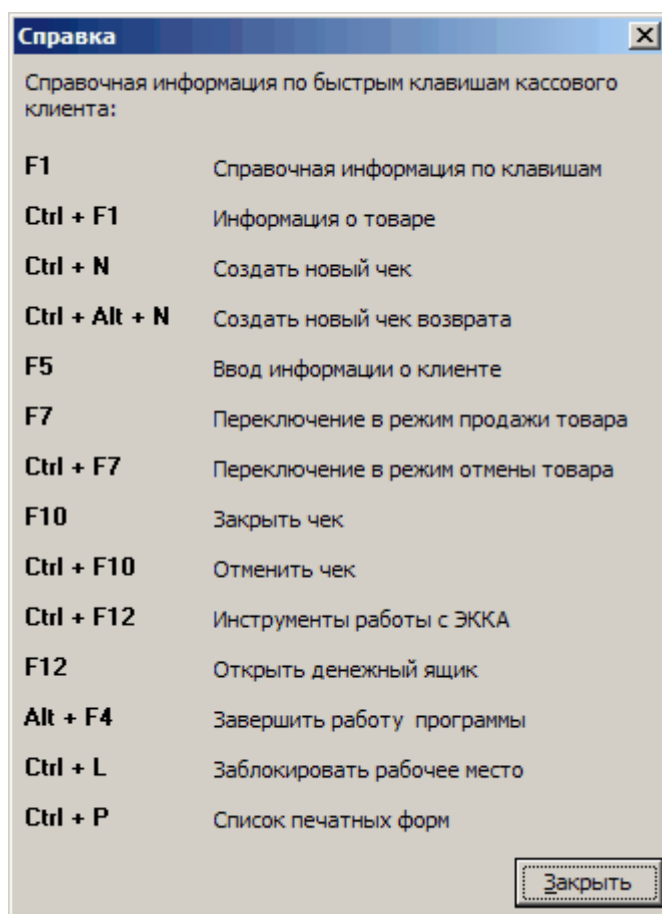 Справка
Справочная информация по быстрым клавишам кассового
клиента:
F1 Справочная информация по клавишам
Ctrl + F1 Информация о товаре
Ctrl + N Создать новый чек
Ctrl + Alt + N Создать новый чек возврата
F5 Ввод информации о клиенте
F7 Переключение в режим продажи товара
Ctrl + F7 Переключение в режим отмены товара
F10 Закрыть чек
Ctrl + F10 Отменить чек
Ctrl + F12 Инструменты работы с ЭККА
F12 Открыть денежный ящик
Alt + F4 Завершить работу программы
Ctrl + L Заблокировать рабочее место
Ctrl + P Список печатных форм
Закрыть